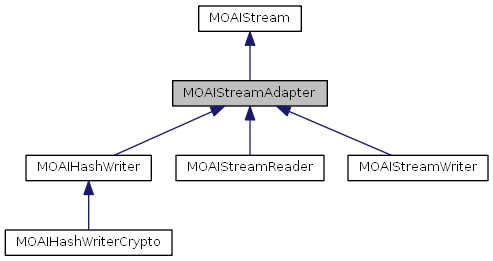 MOAIStream
MOAIStreamAdapter
MOAIHashWriter
MOAIStreamReader
MOAIStreamWriter
MOAIHashWriterCrypto